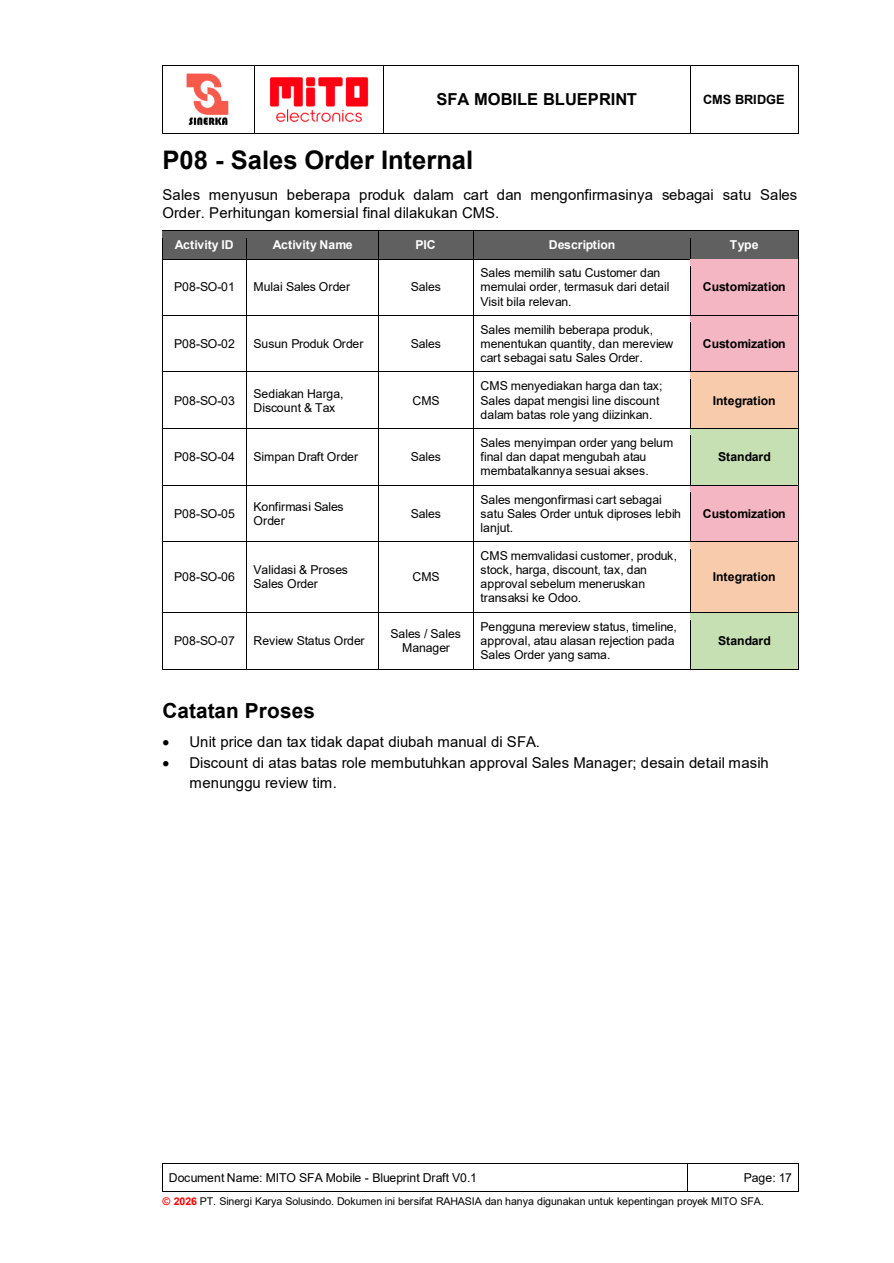 SINERKA
MiTO
electronics
SFA MOBILE BLUEPRINT
CMS BRIDGE
P08 - Sales Order Internal
Sales menyusun beberapa produk dalam cart dan mengonfirmasinya sebagai satu Sales
Order. Perhitungan komersial final dilakukan CMS.
Activity ID Activity Name PIC Description Type
P08-SO-01 Mulai Sales Order Sales
Sales memilih satu Customer dan
memulai order, termasuk dari detail
Visit bila relevan.
Customization
P08-SO-02 Susun Produk Order Sales
Sales memilih beberapa produk,
menentukan quantity, dan mereview
cart sebagai satu Sales Order.
Customization
P08-SO-03
Sediakan Harga,
Discount & Tax
CMS
CMS menyediakan harga dan tax;
Sales dapat mengisi line discount
dalam batas role yang diizinkan.
Integration
P08-SO-04 Simpan Draft Order Sales
Sales menyimpan order yang belum
final dan dapat mengubah atau
membatalkannya sesuai akses.
Standard
P08-SO-05
Konfirmasi Sales
Order
Sales
Sales mengonfirmasi cart sebagai
satu Sales Order untuk diproses lebih
lanjut.
Customization
P08-SO-06
Validasi & Proses
Sales Order
CMS
CMS memvalidasi customer, produk,
stock, harga, discount, tax, dan
approval sebelum meneruskan
transaksi ke Odoo.
Integration
P08-SO-07 Review Status Order
Sales / Sales
Manager
Pengguna mereview status, timeline,
approval, atau alasan rejection pada
Sales Order yang sama.
Standard
Catatan Proses
• Unit price dan tax tidak dapat diubah manual di SFA.
• Discount di atas batas role membutuhkan approval Sales Manager; desain detail masih
menunggu review tim.
Document Name: MITO SFA Mobile - Blueprint Draft V0.1 Page: 17
© 2026 PT. Sinergi Karya Solusindo. Dokumen ini bersifat RAHASIA dan hanya digunakan untuk kepentingan proyek MITO SFA.